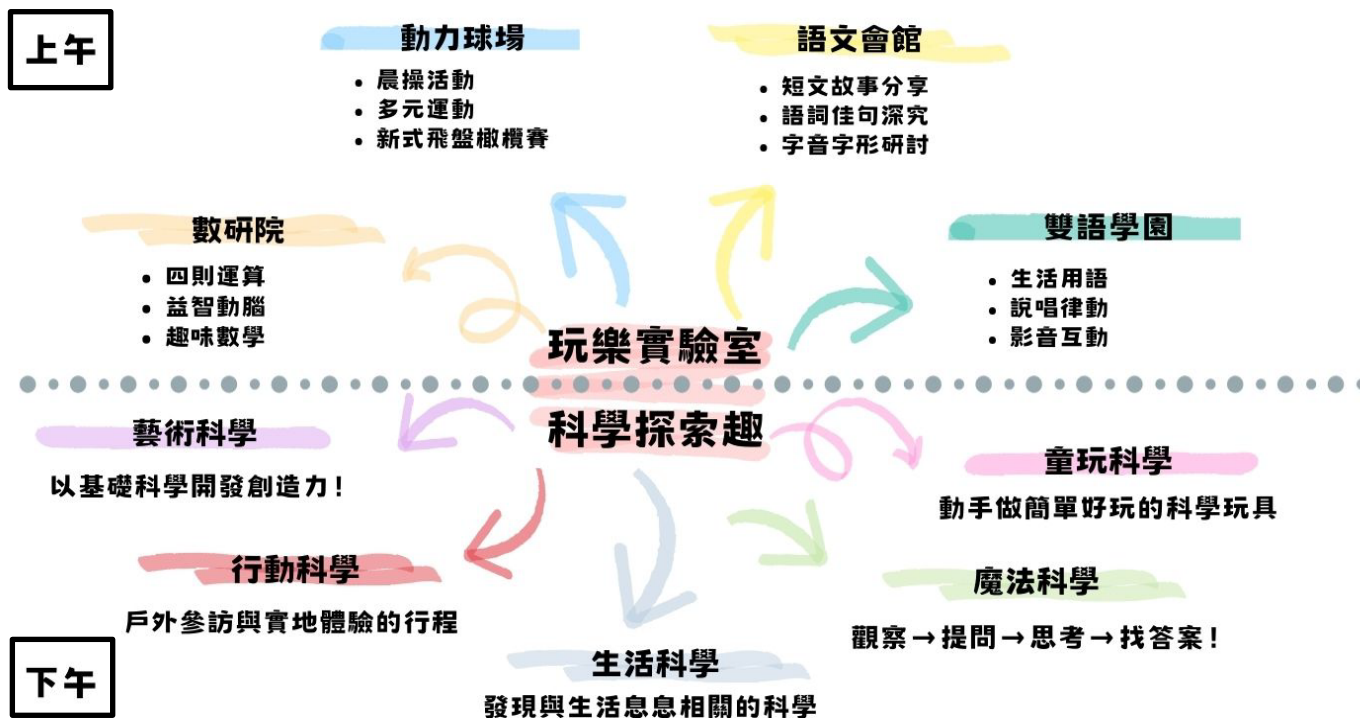 上午
動力球場
• 晨操活動
• 多元運動
• 新式飛盤橄欖賽
語文會館
• 短文故事分享
• 語詞佳句深究
• 字音字形研討
數研院
• 四則運算
• 益智動腦
• 趣味數學
雙語學園
• 生活用語
• 說唱律動
• 影音互動
玩樂實驗室
科學探索趣
藝術科學
以基礎科學開發創造力！
童玩科學
動手做簡單好玩的科學玩具
行動科學
戶外參訪與實地體驗的行程
魔法科學
觀察→提問→思考→找答案！
下午
生活科學
發現與生活息息相關的科學